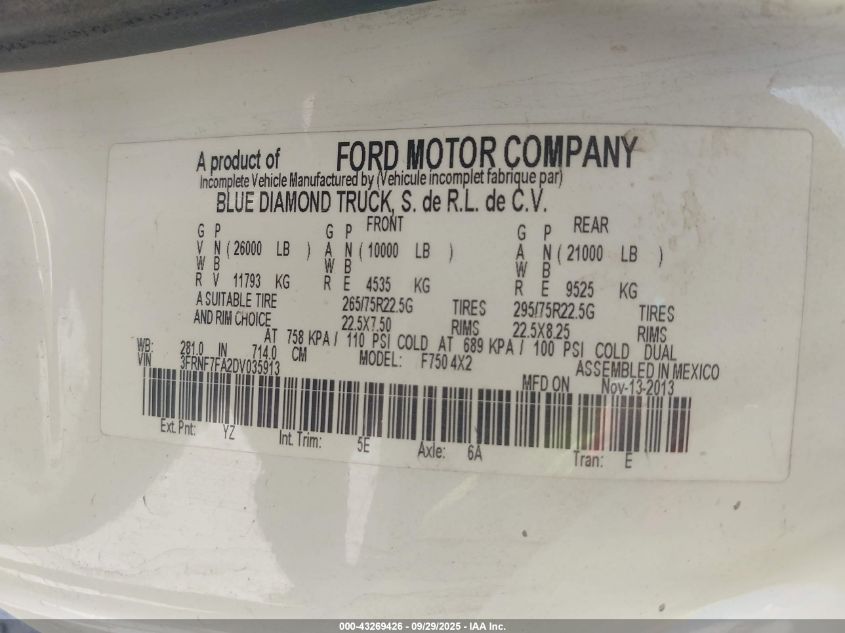 A product of FORD MOTOR COMPANY
Incomplete Vehicle Manufactured by (Vehicule incomplet fabrique par)
BLUE DIAMOND TRUCK, S. de R.L. de C.V.
G P G P FRONT G P REAR
V N ( 26000 LB ) A N ( 10000 LB ) A N ( 21000 LB )
W B W B W B
R V 11793 KG R E 4535 KG R E 9525 KG
A SUITABLE TIRE 265/75R22.5G TIRES 295/75R22.5G TIRES
AND RIM CHOICE 22.5X7.50 RIMS 22.5X8.25 RIMS
AT 758 KPA / 110 PSI COLD AT 689 KPA / 100 PSI COLD DUAL
WB: 281.0 IN 714.0 CM MODEL: F750 4X2 ASSEMBLED IN MEXICO
VIN 3FRNF7FA2DV035913 MFD ON Nov-13-2013
Ext. Pnt: YZ Int. Trim: 5E Axle: 6A Tran: E
000-43269426 - 09/29/2025 - IAA Inc.